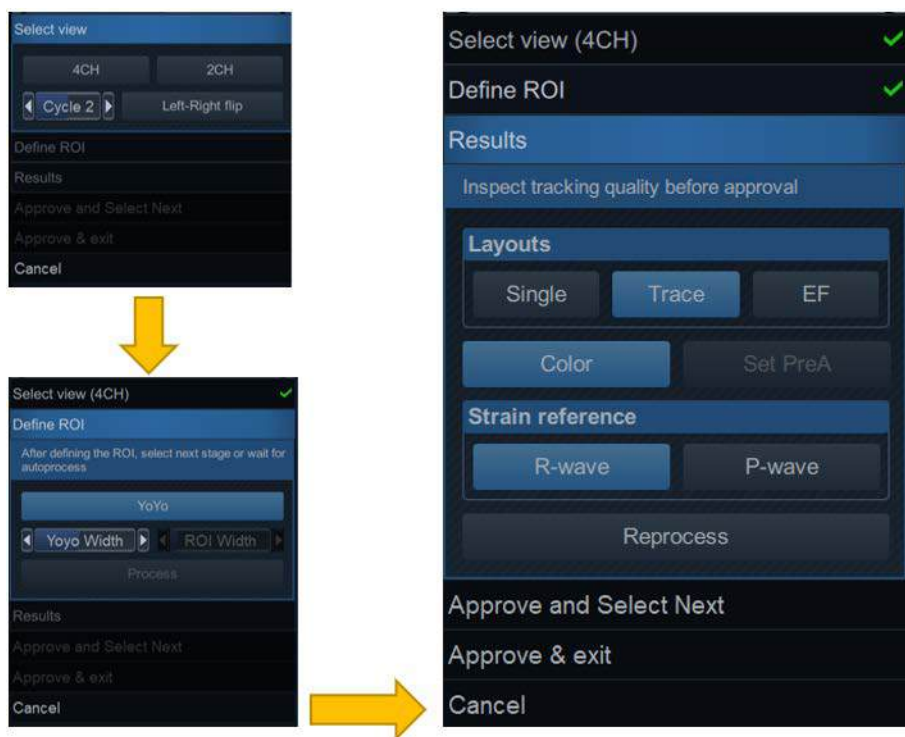 Select view
4CH
2CH
Cycle 2
Left-Right flip
Define ROI
Results
Approve and Select Next
Approve & exit
Cancel
Select view (4CH)
Define ROI
After defining the ROI, select next stage or wait for
autoprocess
YoYo
Yoyo Width
ROI Width
Process
Results
Approve and Select Next
Approve & exit
Cancel
Select view (4CH)
Define ROI
Results
Inspect tracking quality before approval
Layouts
Single
Trace
EF
Color
Set PreA
Strain reference
R-wave
P-wave
Reprocess
Approve and Select Next
Approve & exit
Cancel